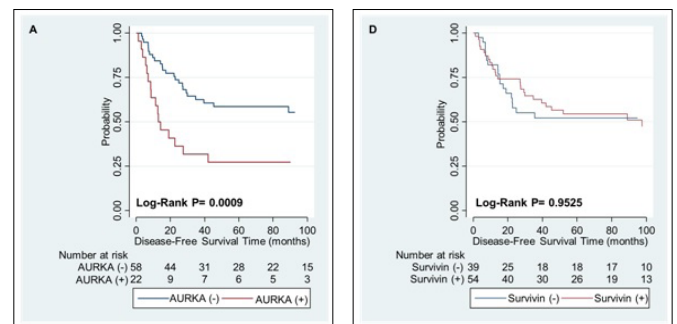 A
Probability
1.00
0.75
0.50
0.25
0.00
Log-Rank P= 0.0009
0 20 40 60 80 100
Disease-Free Survival Time (months)
Number at risk
AURKA (-) 58 44 31 28 22 15
AURKA (+) 22 9 7 6 5 3
AURKA (-) AURKA (+)
D
Probability
1.00
0.75
0.50
0.25
0.00
Log-Rank P= 0.9525
0 20 40 60 80 100
Disease-Free Survival Time (months)
Number at risk
Survivin (-) 39 25 18 18 17 10
Survivin (+) 54 40 30 26 19 13
Survivin (-) Survivin (+)